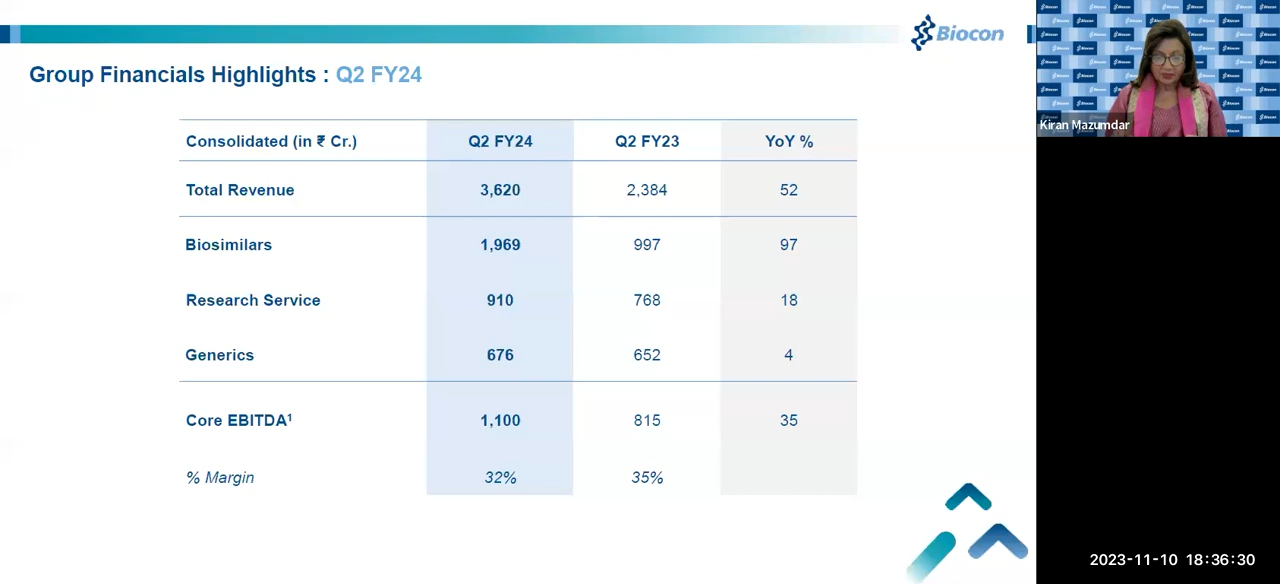 Biocon
Group Financials Highlights : Q2 FY24
Consolidated (in ₹ Cr.) Q2 FY24 Q2 FY23 YoY %
Total Revenue 3,620 2,384 52
Biosimilars 1,969 997 97
Research Service 910 768 18
Generics 676 652 4
Core EBITDA¹ 1,100 815 35
% Margin 32% 35%
Kiran Mazumdar
2023-11-10 18:36:30